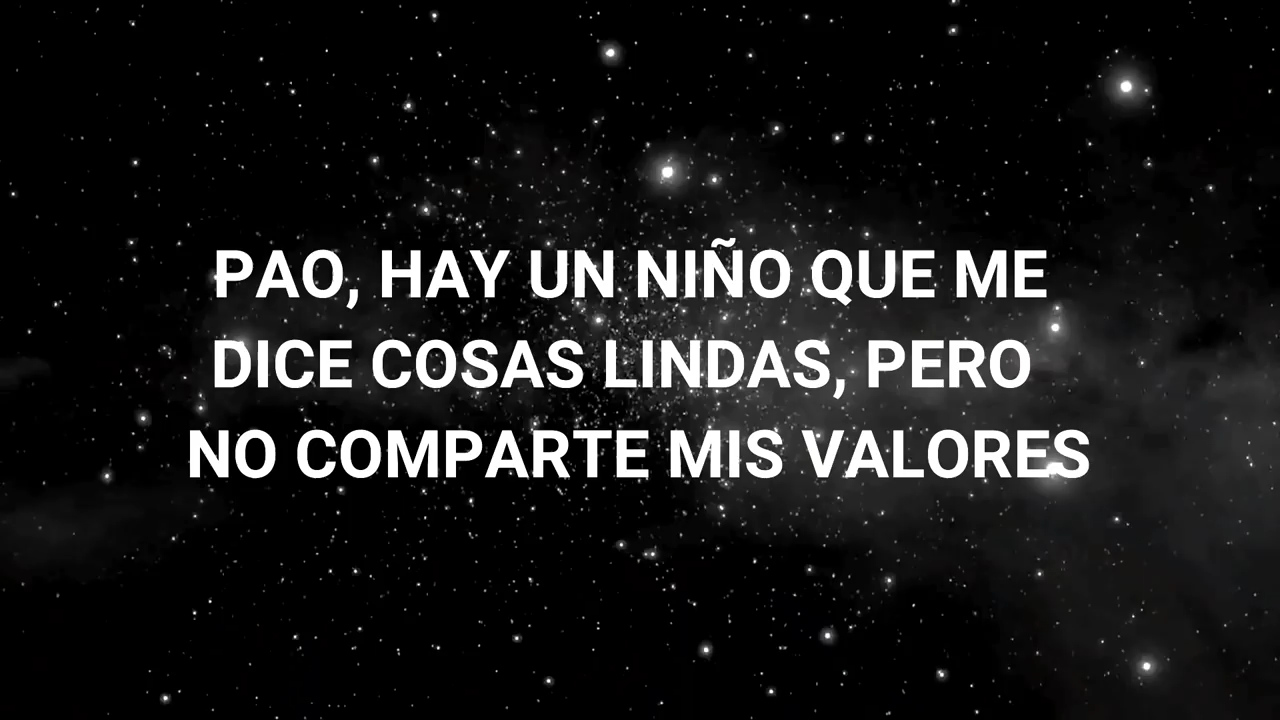 PAO, HAY UN NIÑO QUE ME
DICE COSAS LINDAS, PERO
NO COMPARTE MIS VALORES